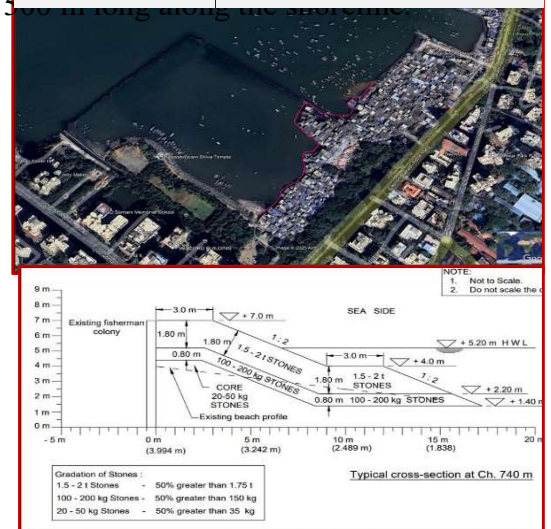 500 m long along the shoreline.
NOTE:
1. Not to Scale.
2. Do not scale the
9 m
8 m
7 m
6 m
5 m
4 m
3 m
2 m
1 m
0 m
3.0 m
+ 7.0 m
SEA SIDE
Existing fisherman
colony
1.80 m
1.80 m
1 : 2
+ 5.20 H W L
0.80 m
1.5 - 2 t STONES
100 - 200 kg STONES
3.0 m
+ 4.0 m
CORE
20-50 kg
STONES
Existing beach profile
1.80 m
1.5 - 2 t
STONES
1 : 2
0.80 m
100 - 200 kg STONES
+ 2.20 m
+ 1.40
- 5 m
0 m
5 m
10 m
15 m
20 m
(3.994 m)
(3.242 m)
(2.489 m)
(1.838)
Gradation of Stones :
1.5 - 2 t Stones - 50% greater than 1.75 t
100 - 200 kg Stones - 50% greater than 150 kg
20 - 50 kg Stones - 50% greater than 35 kg
Typical cross-section at Ch. 740 m